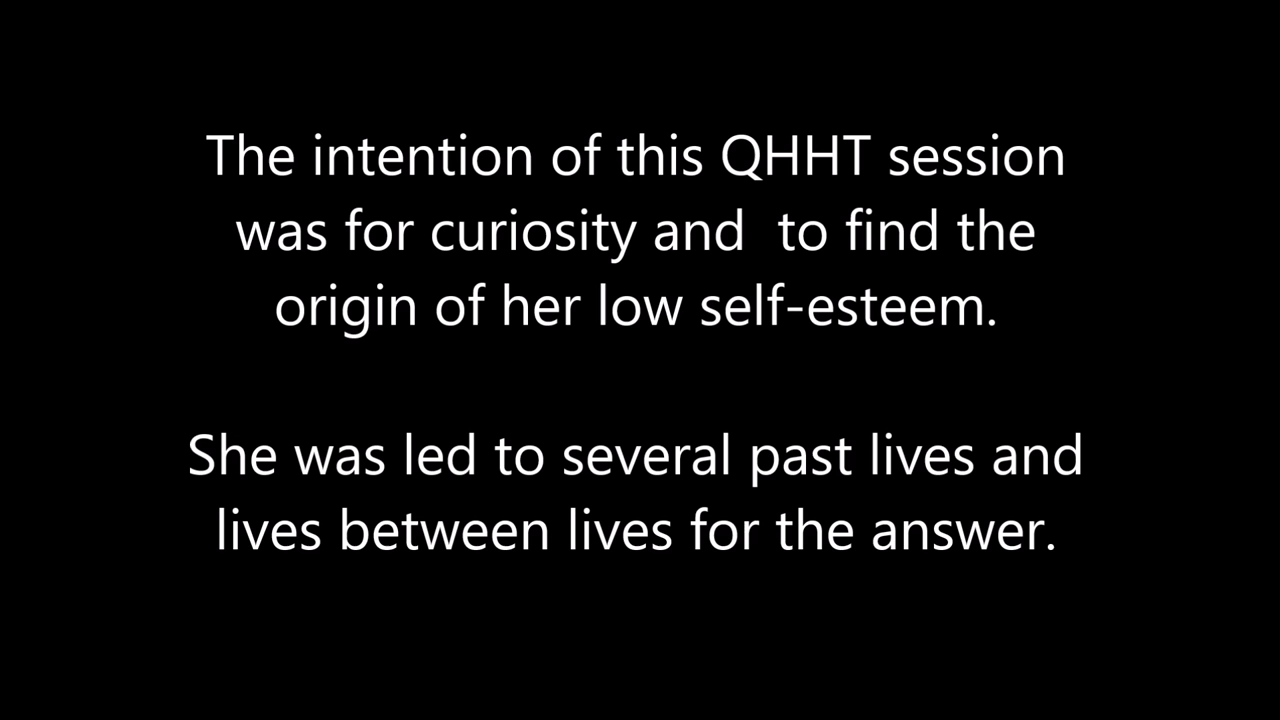 The intention of this QHHT session
was for curiosity and  to find the
origin of her low self-esteem.
She was led to several past lives and
lives between lives for the answer.